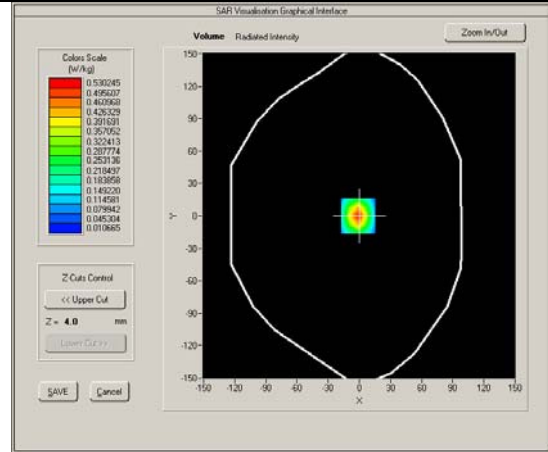 SAR Visualisation Graphical Interface
Volume Radiated Intensity
Zoom In/Out
Colors Scale
(W/kg)
0.530245
0.495607
0.460968
0.426329
0.391691
0.357052
0.322413
0.287774
0.253136
0.218497
0.183858
0.149220
0.114581
0.079942
0.045304
0.010665
Z-Cuts Control
<< Upper Cut
Z = 4.0 mm
Lower Cut >>
SAVE
Cancel
150
120
90
60
30
0
-30
-60
-90
-120
-150
Y
-150 -120 -90 -60 -30 0 30 60 90 120 150
X